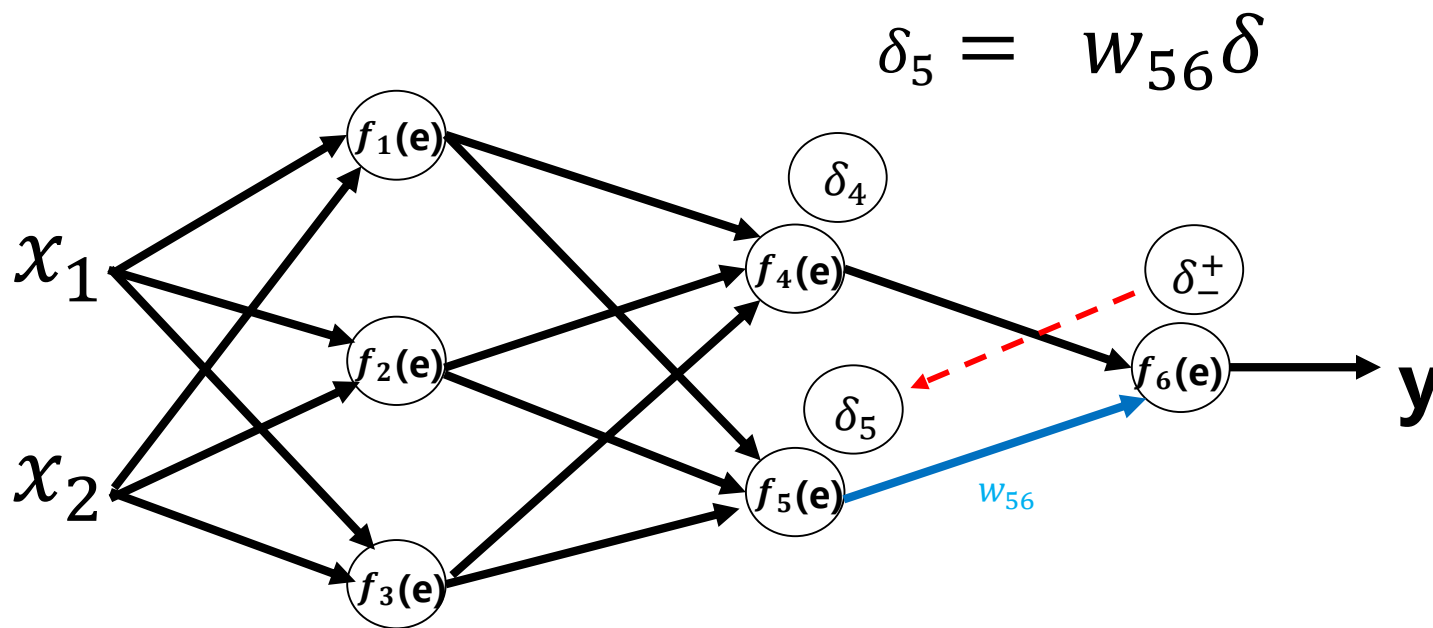 δ₅ = w₅₆δ
f₁(e)
δ₄
x₁
f₄(e)
δ±
f₂(e)
f₆(e)
y
δ₅
x₂
f₅(e)
w₅₆
f₃(e)